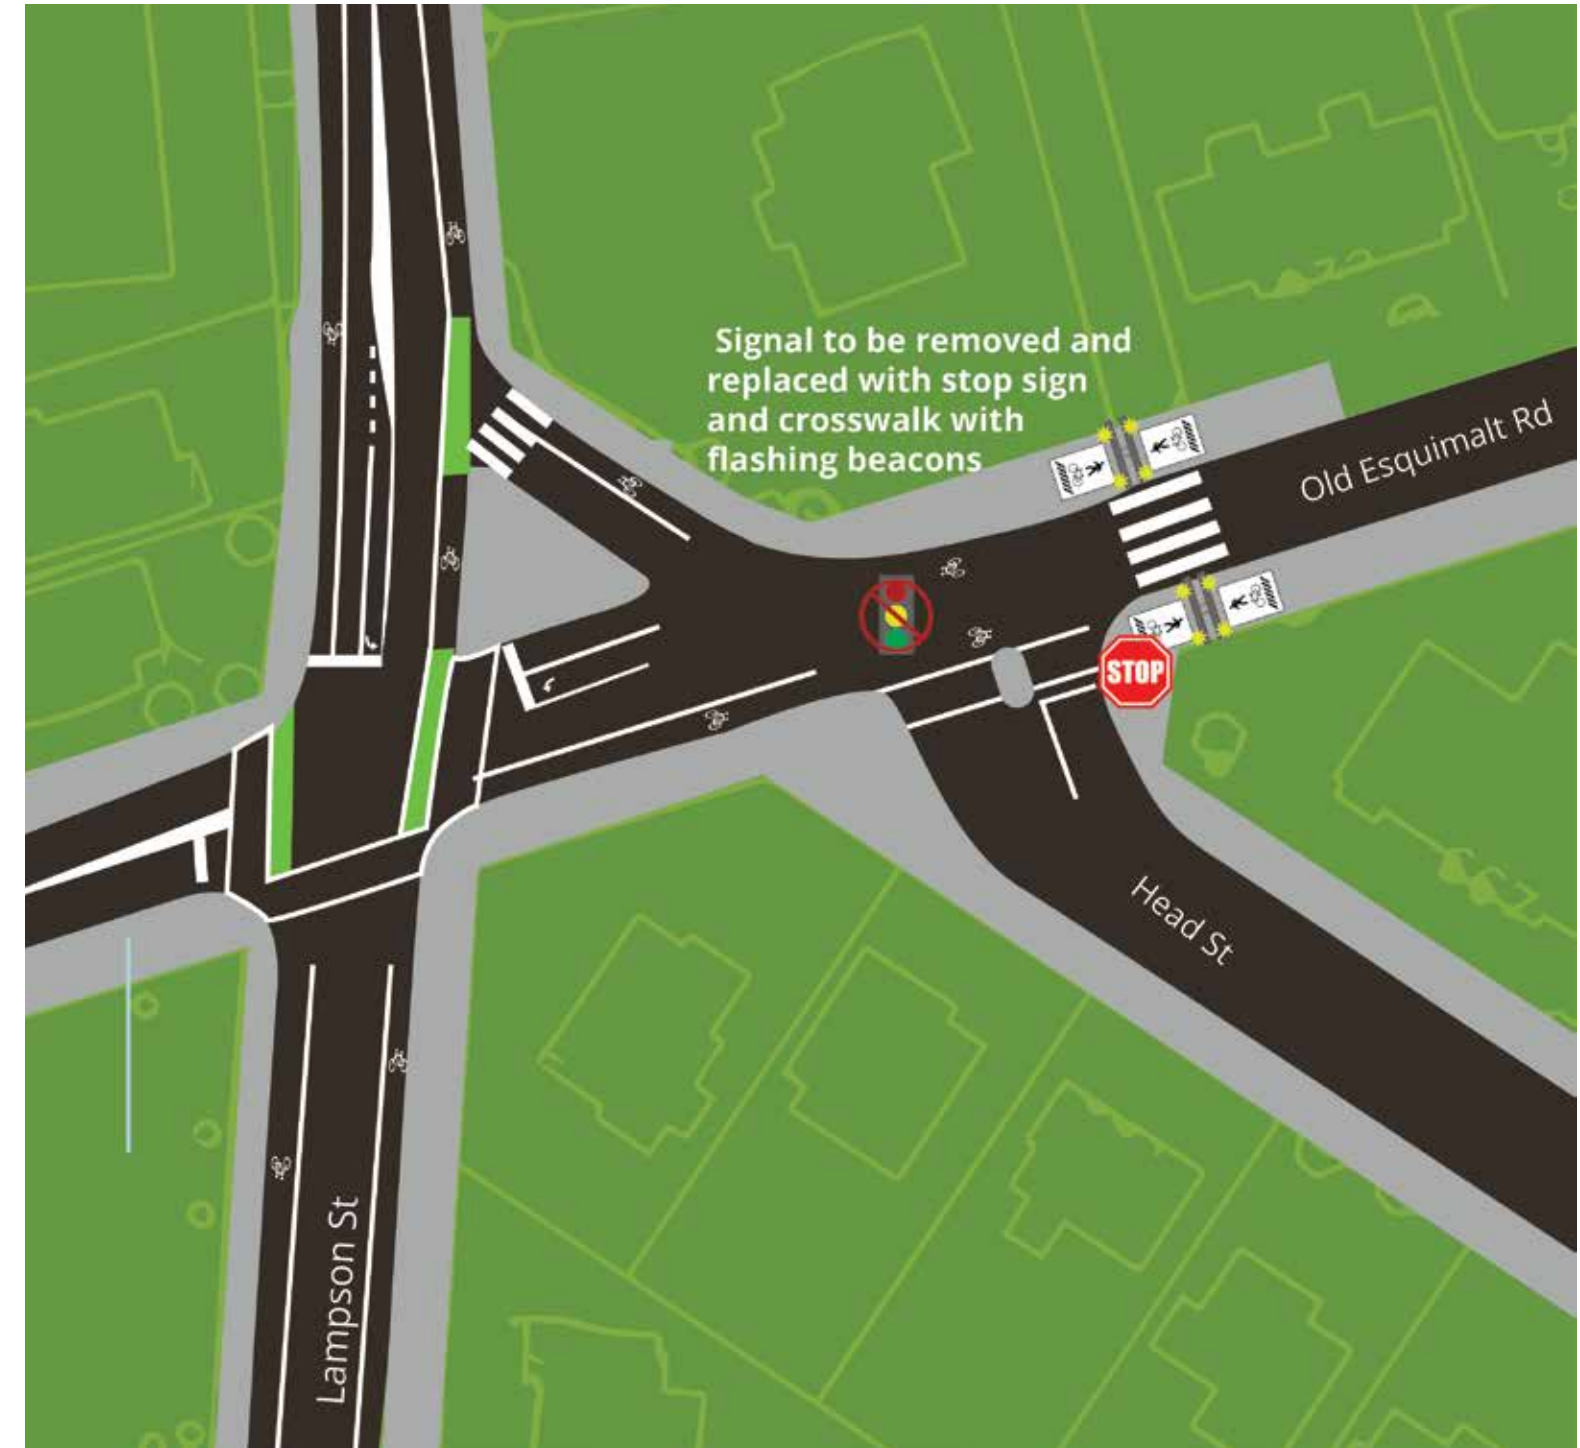 Signal to be removed and
replaced with stop sign
and crosswalk with
flashing beacons
Old Esquimalt Rd
STOP
Head St
Lampson St